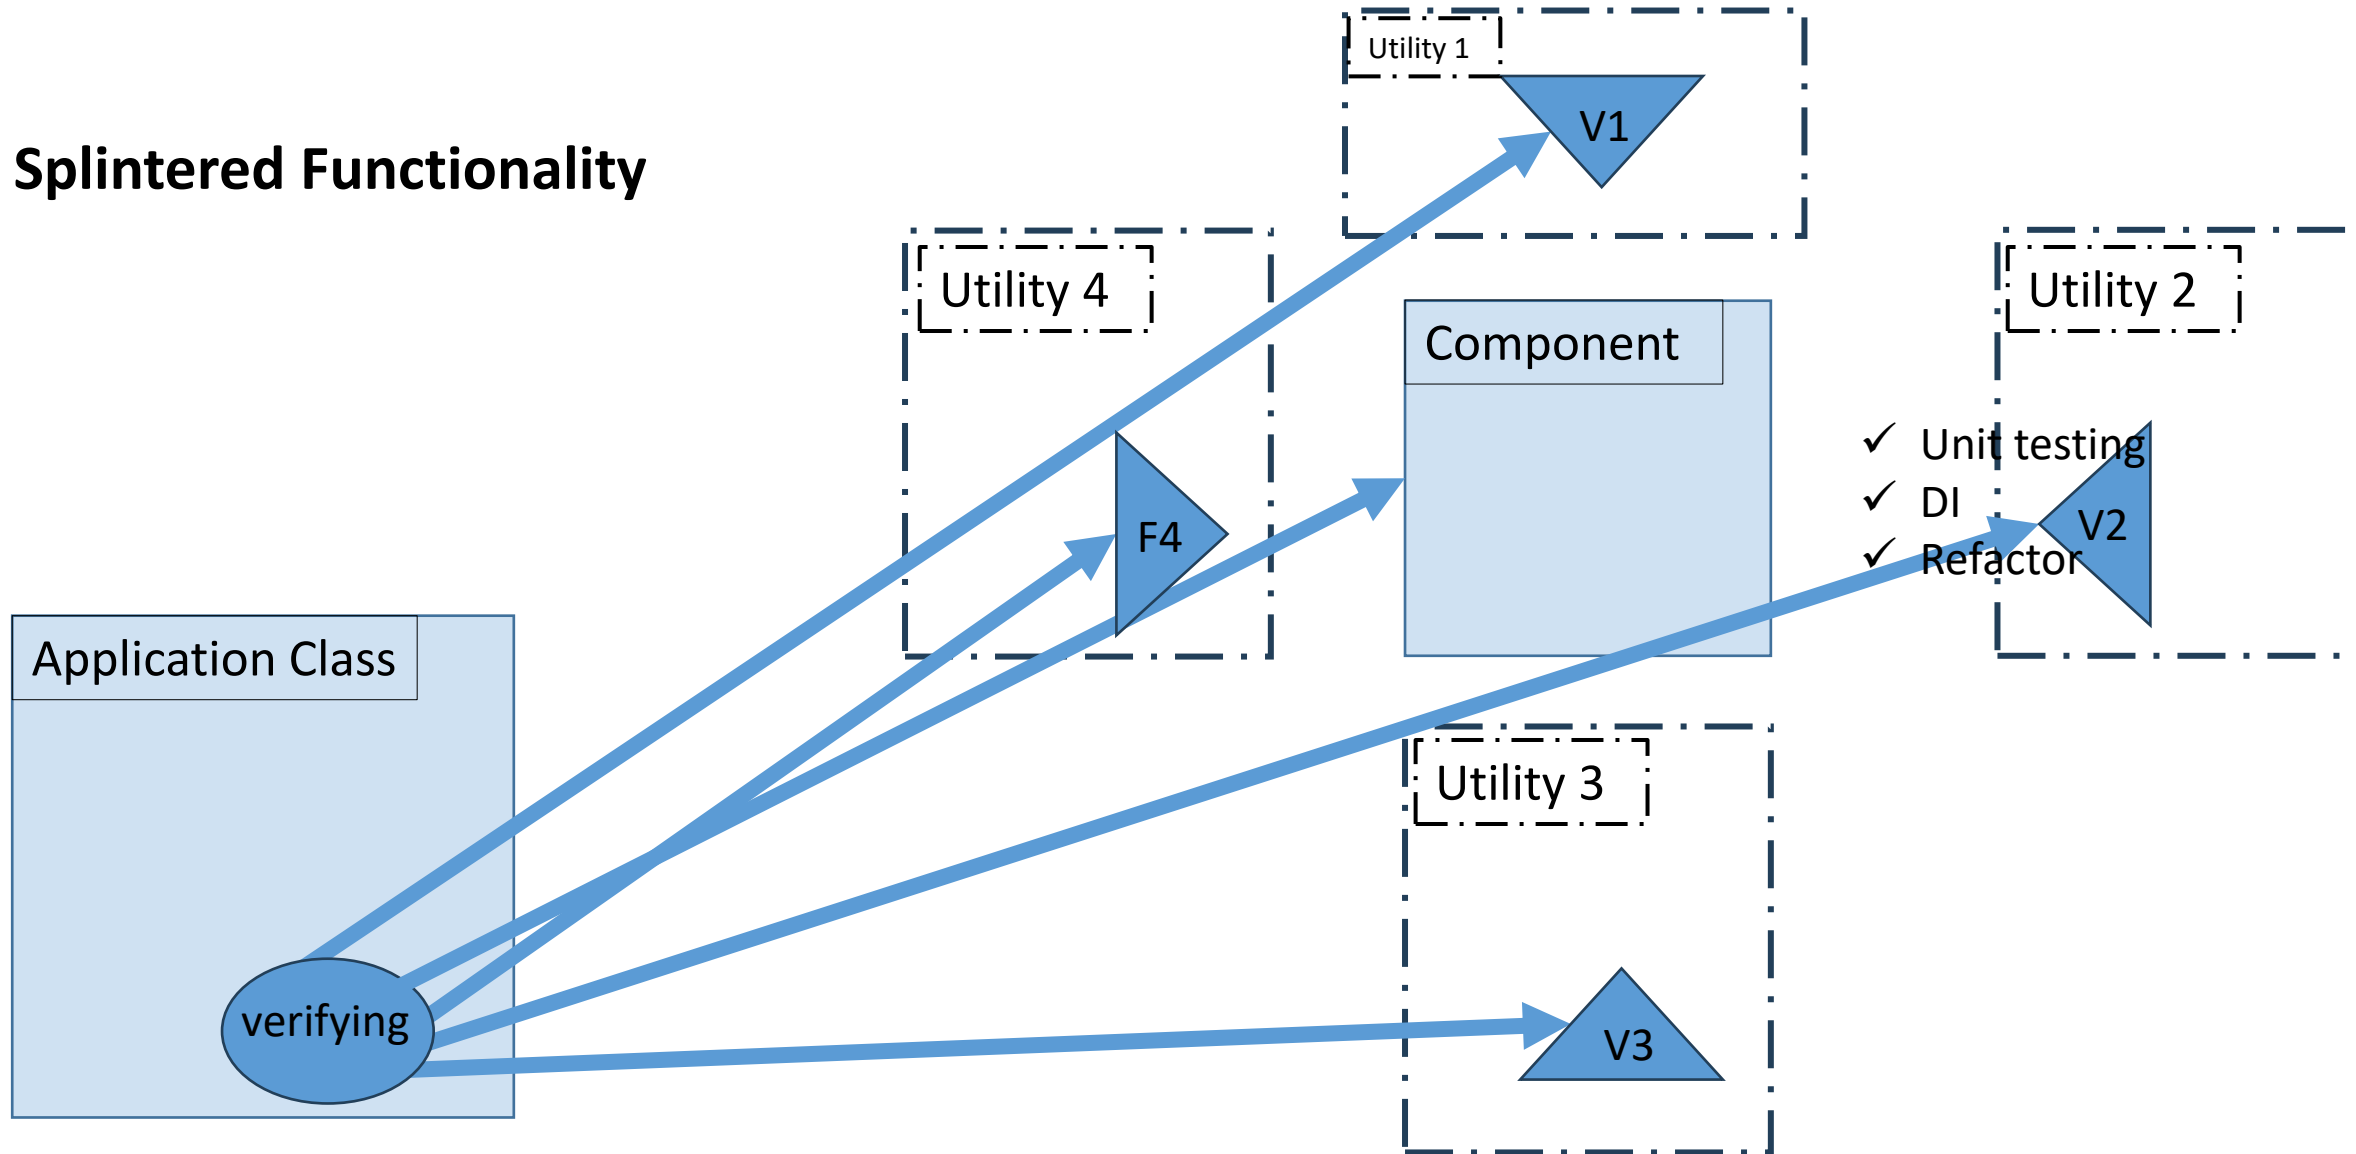 Utility 1
V1
Splintered Functionality
Utility 4
Utility 2
Component
Unit testing
DI
Refactor
F4
V2
Application Class
Utility 3
verifying
V3